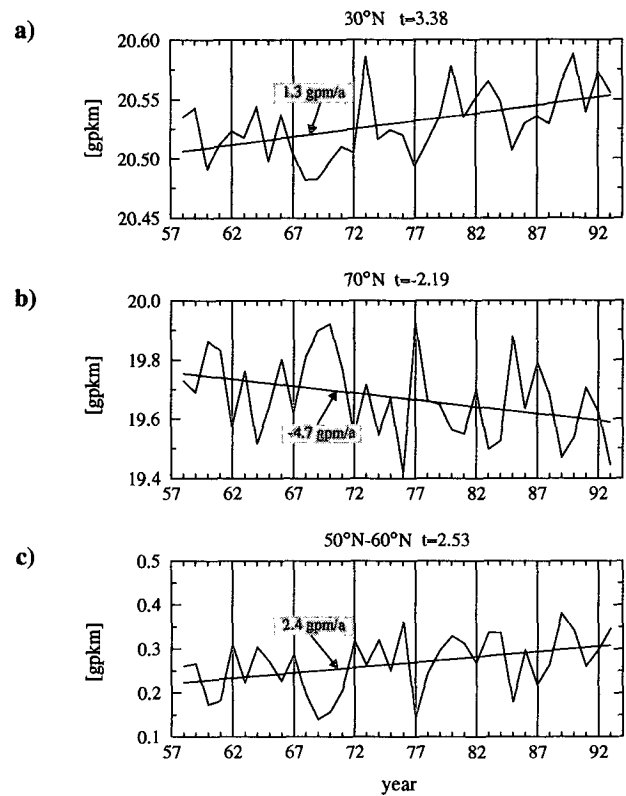 a)
30°N t=3.38
20.60
20.55
20.50
20.45
[gpkm]
1.3 gpm/a
57 62 67 72 77 82 87 92
b)
70°N t=-2.19
20.0
19.8
19.6
19.4
[gpkm]
-4.7 gpm/a
57 62 67 72 77 82 87 92
c)
50°N-60°N t=2.53
0.5
0.4
0.3
0.2
0.1
[gpkm]
2.4 gpm/a
57 62 67 72 77 82 87 92
year